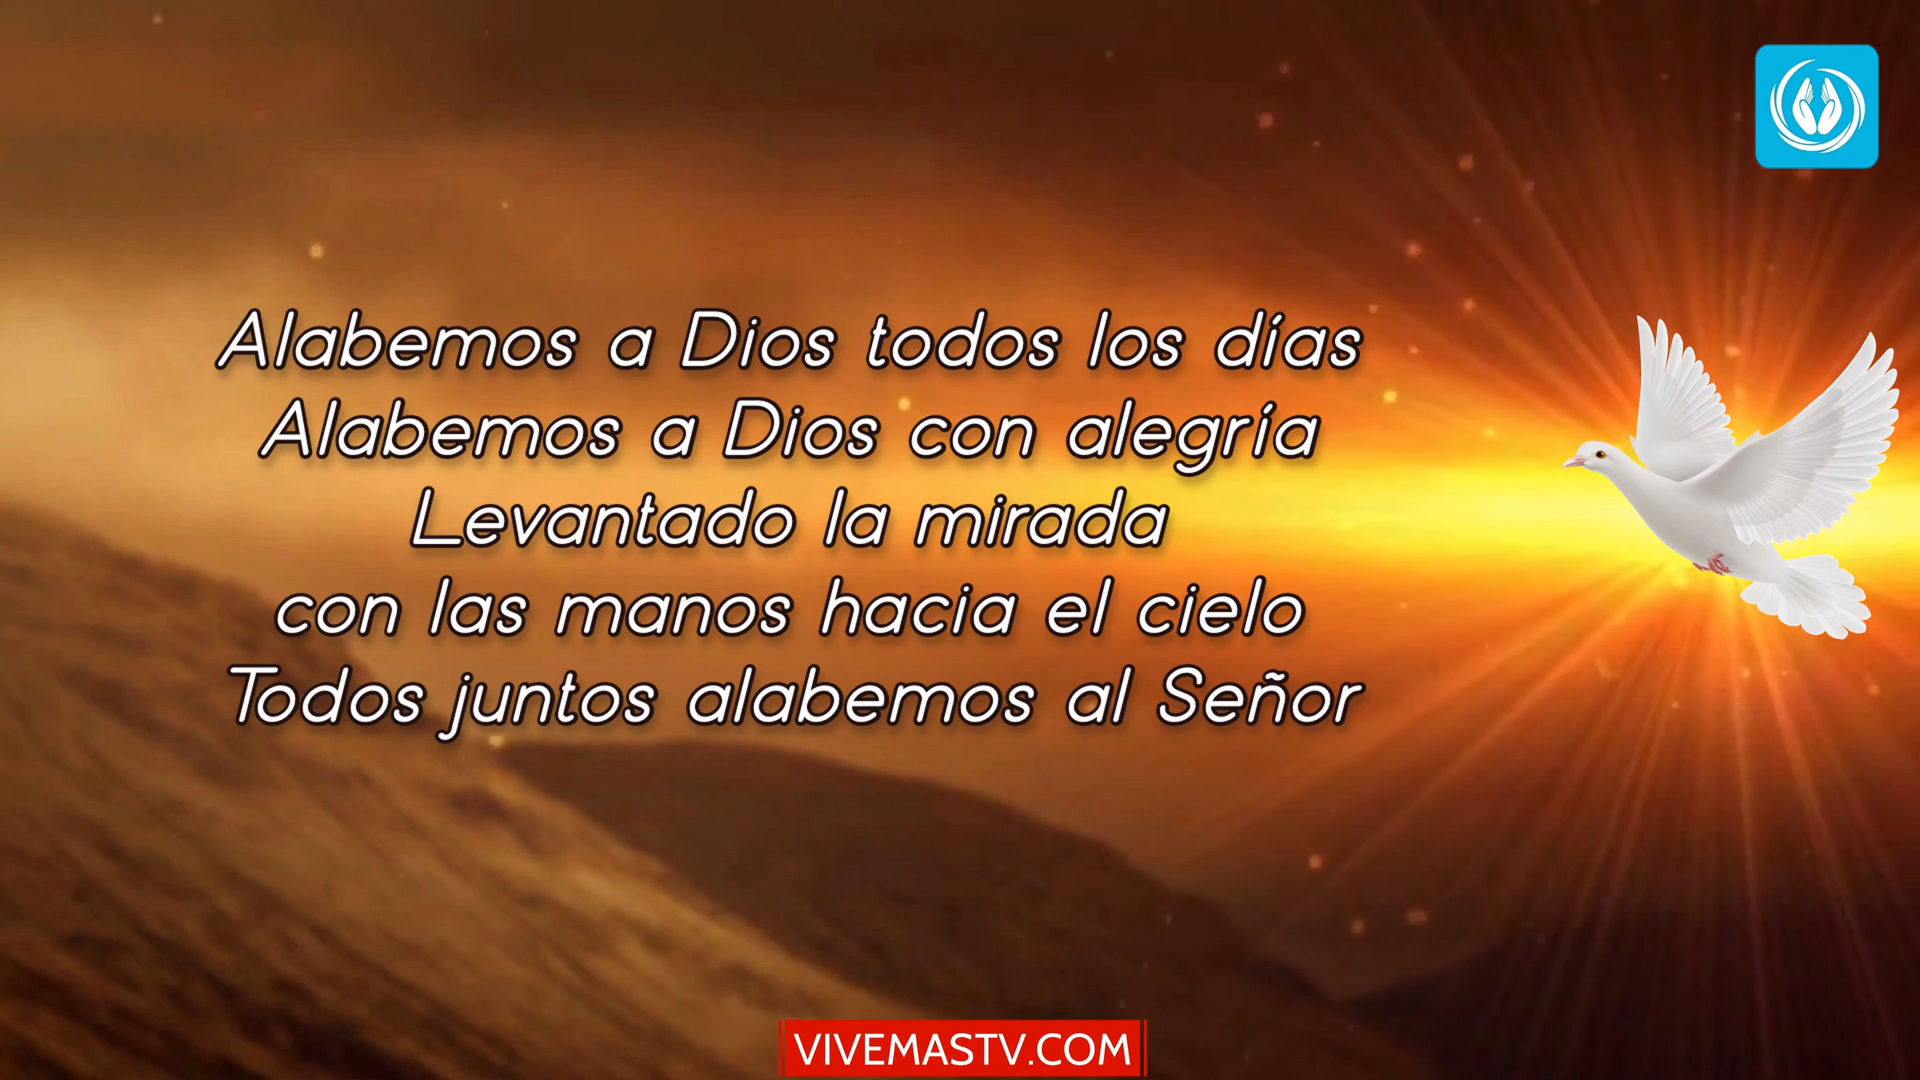 Alabemos a Dios todos los días
Alabemos a Dios con alegría
Levantado la mirada
con las manos hacia el cielo
Todos juntos alabemos al Señor
VIVEMASTV.COM